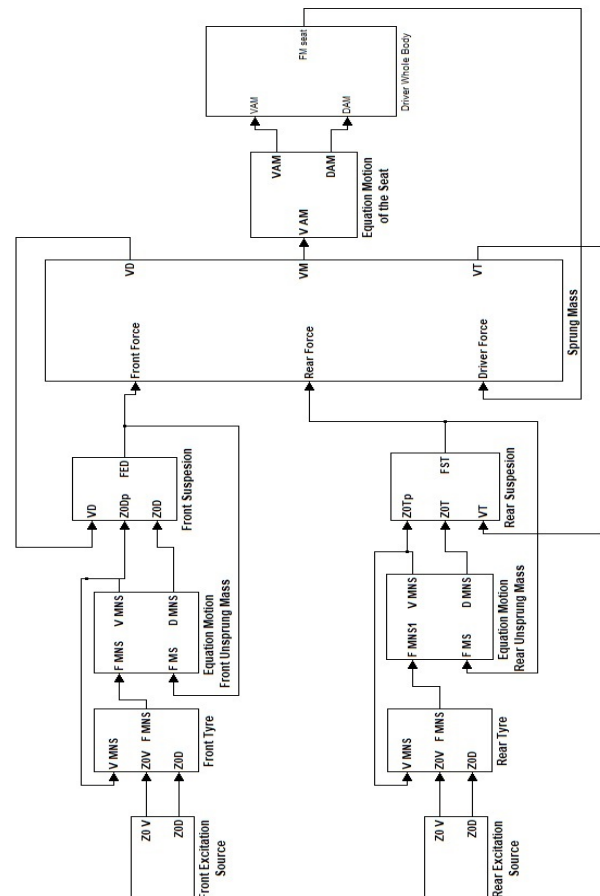 Z0 V
Z0D
Front Excitation
Source
V MNS
Z0V
Z0D
F MNS
Front Tyre
F MNS
F MS
V MNS
D MNS
Equation Motion
Front Unsprung Mass
VD
Z0Dp
Z0D
FED
Front Suspesion
Z0 V
Z0D
Rear Excitation
Source
V MNS
Z0V
Z0D
F MNS
Rear Tyre
F MNS1
F MS
V MNS
D MNS
Equation Motion
Rear Unsprung Mass
Z0Tp
Z0T
VT
FST
Rear Suspesion
Front Force
Rear Force
Driver Force
VD
VM
VT
Sprung Mass
V AM
VAM
DAM
Equation Motion
of the Seat
VAM
DAM
FM seat
Driver Whole Body